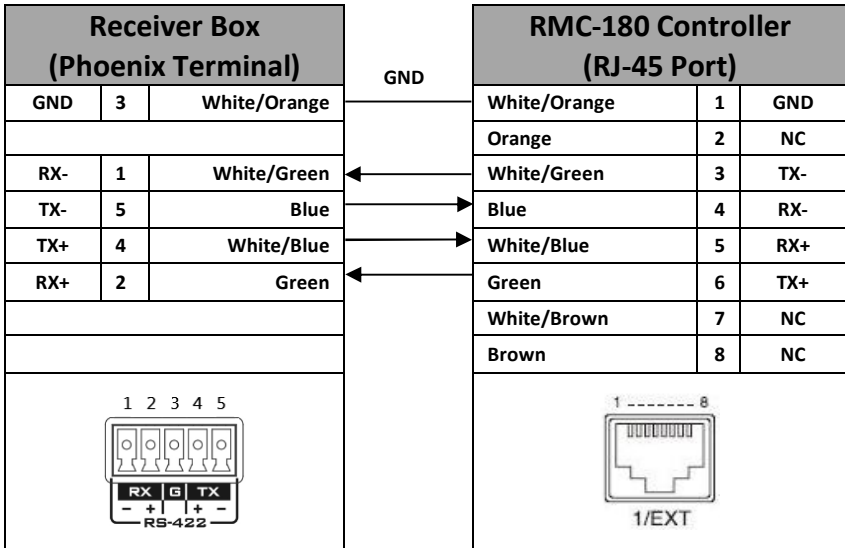 Receiver Box
(Phoenix Terminal)
GND
RMC-180 Controller
(RJ-45 Port)
GND 3 White/Orange White/Orange 1 GND
Orange 2 NC
RX- 1 White/Green White/Green 3 TX-
TX- 5 Blue Blue 4 RX-
TX+ 4 White/Blue White/Blue 5 RX+
RX+ 2 Green Green 6 TX+
White/Brown 7 NC
Brown 8 NC
1 2 3 4 5
RX G TX
- + + -
RS-422
1 ------- 8
1/EXT